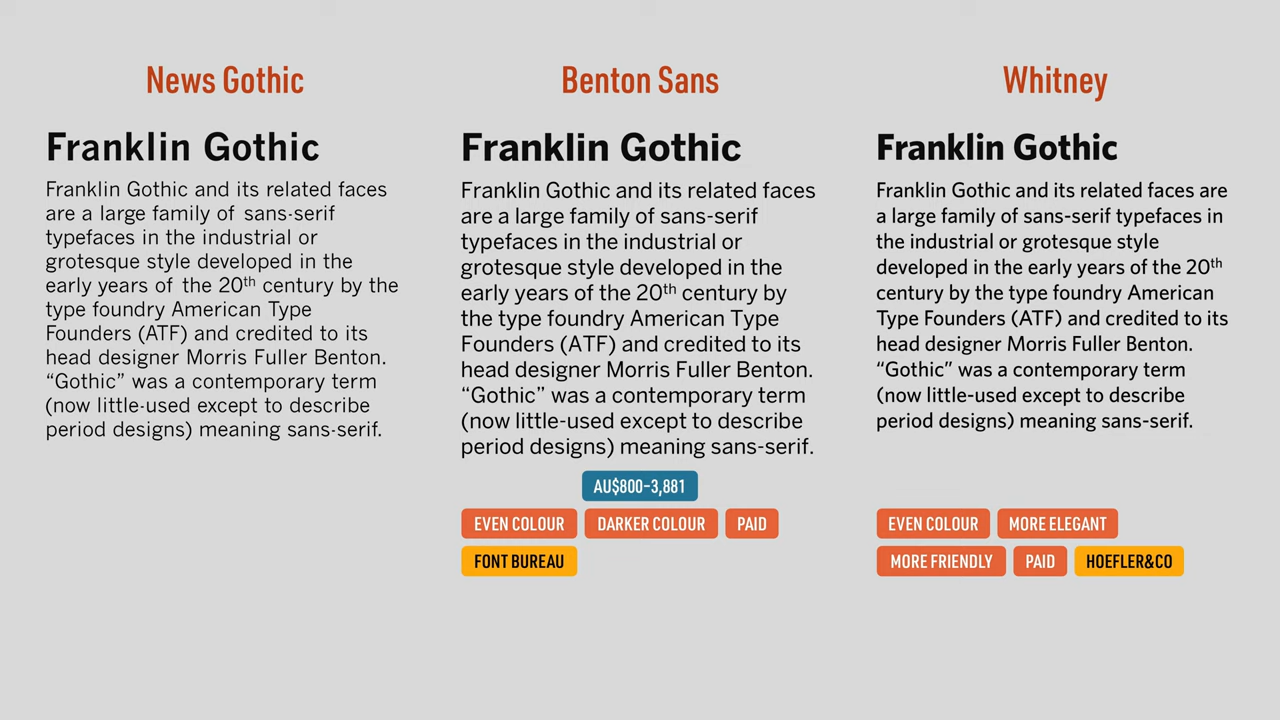 News Gothic
Franklin Gothic
Franklin Gothic and its related faces
are a large family of sans-serif
typefaces in the industrial or
grotesque style developed in the
early years of the 20th century by the
type foundry American Type
Founders (ATF) and credited to its
head designer Morris Fuller Benton.
“Gothic” was a contemporary term
(now little-used except to describe
period designs) meaning sans-serif.
Benton Sans
Franklin Gothic
Franklin Gothic and its related faces
are a large family of sans-serif
typefaces in the industrial or
grotesque style developed in the
early years of the 20th century by
the type foundry American Type
Founders (ATF) and credited to its
head designer Morris Fuller Benton.
“Gothic” was a contemporary term
(now little-used except to describe
period designs) meaning sans-serif.
AU$800–3,881
EVEN COLOUR DARKER COLOUR PAID
FONT BUREAU
Whitney
Franklin Gothic
Franklin Gothic and its related faces are
a large family of sans-serif typefaces in
the industrial or grotesque style
developed in the early years of the 20th
century by the type foundry American
Type Founders (ATF) and credited to its
head designer Morris Fuller Benton.
“Gothic” was a contemporary term
(now little-used except to describe
period designs) meaning sans-serif.
EVEN COLOUR MORE ELEGANT
MORE FRIENDLY PAID HOEFLER&CO